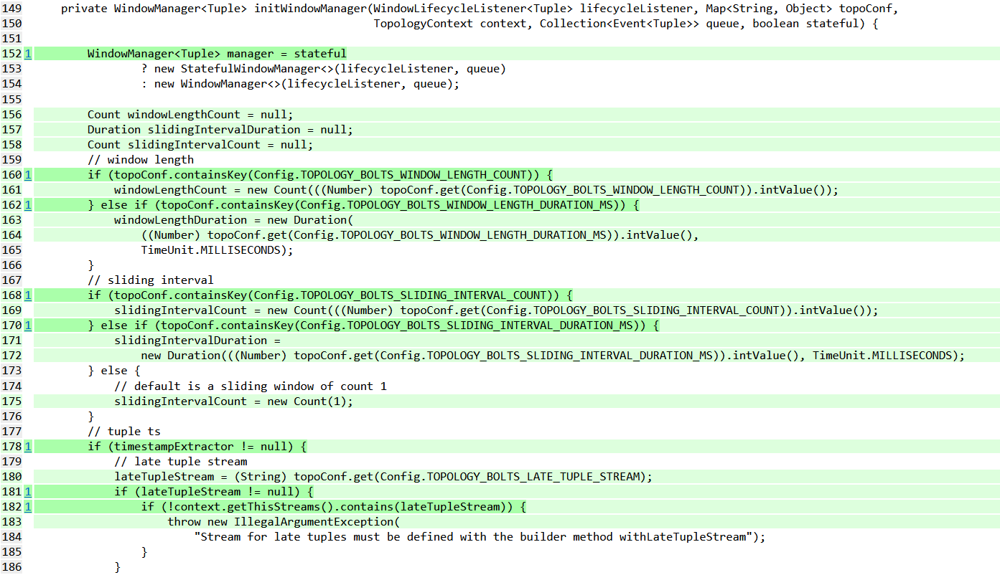 149 private WindowManager<Tuple> initWindowManager(WindowLifecycleListener<Tuple> lifecycleListener, Map<String, Object> topoConf,
150 TopologyContext context, Collection<Event<Tuple>> queue, boolean stateful) {
151
152 1 WindowManager<Tuple> manager = stateful
153 ? new StatefulWindowManager<>(lifecycleListener, queue)
154 : new WindowManager<>(lifecycleListener, queue);
155
156 Count windowLengthCount = null;
157 Duration slidingIntervalDuration = null;
158 Count slidingIntervalCount = null;
159 // window length
160 1 if (topoConf.containsKey(Config.TOPOLOGY_BOLTS_WINDOW_LENGTH_COUNT)) {
161 windowLengthCount = new Count(((Number) topoConf.get(Config.TOPOLOGY_BOLTS_WINDOW_LENGTH_COUNT)).intValue());
162 1 } else if (topoConf.containsKey(Config.TOPOLOGY_BOLTS_WINDOW_LENGTH_DURATION_MS)) {
163 windowLengthDuration = new Duration(
164 ((Number) topoConf.get(Config.TOPOLOGY_BOLTS_WINDOW_LENGTH_DURATION_MS)).intValue(),
165 TimeUnit.MILLISECONDS);
166 }
167 // sliding interval
168 1 if (topoConf.containsKey(Config.TOPOLOGY_BOLTS_SLIDING_INTERVAL_COUNT)) {
169 slidingIntervalCount = new Count(((Number) topoConf.get(Config.TOPOLOGY_BOLTS_SLIDING_INTERVAL_COUNT)).intValue());
170 1 } else if (topoConf.containsKey(Config.TOPOLOGY_BOLTS_SLIDING_INTERVAL_DURATION_MS)) {
171 slidingIntervalDuration =
172 new Duration(((Number) topoConf.get(Config.TOPOLOGY_BOLTS_SLIDING_INTERVAL_DURATION_MS)).intValue(), TimeUnit.MILLISECONDS);
173 } else {
174 // default is a sliding window of count 1
175 slidingIntervalCount = new Count(1);
176 }
177 // tuple ts
178 1 if (timestampExtractor != null) {
179 // late tuple stream
180 lateTupleStream = (String) topoConf.get(Config.TOPOLOGY_BOLTS_LATE_TUPLE_STREAM);
181 1 if (lateTupleStream != null) {
182 1 if (!context.getThisStreams().contains(lateTupleStream)) {
183 throw new IllegalArgumentException(
184 "Stream for late tuples must be defined with the builder method withLateTupleStream");
185 }
186 }